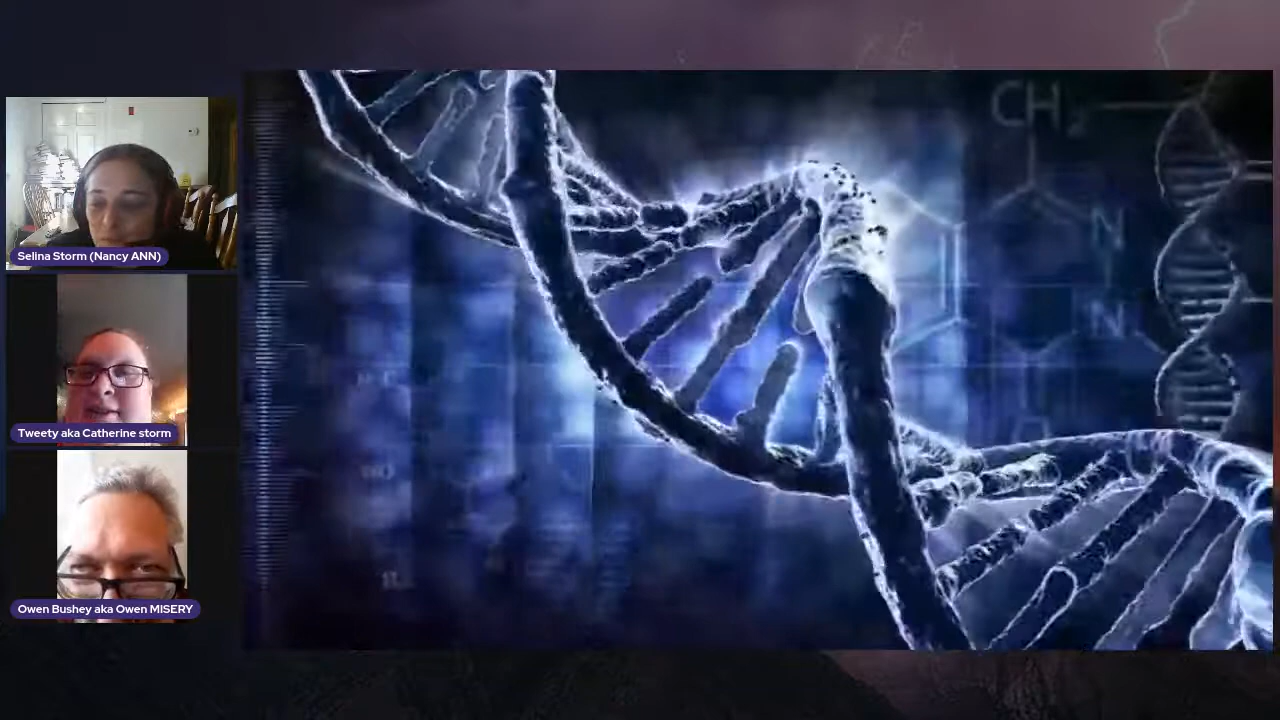 Selina Storm (Nancy ANN)
Tweety aka Catherine storm
Owen Bushey aka Owen MISERY
CH₂
N
N